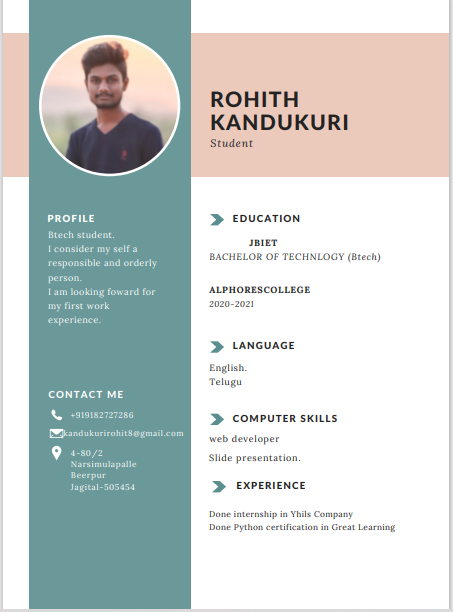 ROHITH
KANDUKURI
Student
PROFILE
Btech student.
I consider my self a
responsible and orderly
person.
I am looking foward for
my first work
experience.
CONTACT ME
+919182727286
kandukurirohit8@gmail.com
4-80/2
Narsimulapalle
Beerpur
Jagital-505454
EDUCATION
JBIET
BACHELOR OF TECHNLOGY (Btech)
ALPHORESCOLLEGE
2020-2021
LANGUAGE
English.
Telugu
COMPUTER SKILLS
web developer
Slide presentation.
EXPERIENCE
Done internship in Yhils Company
Done Python certification in Great Learning